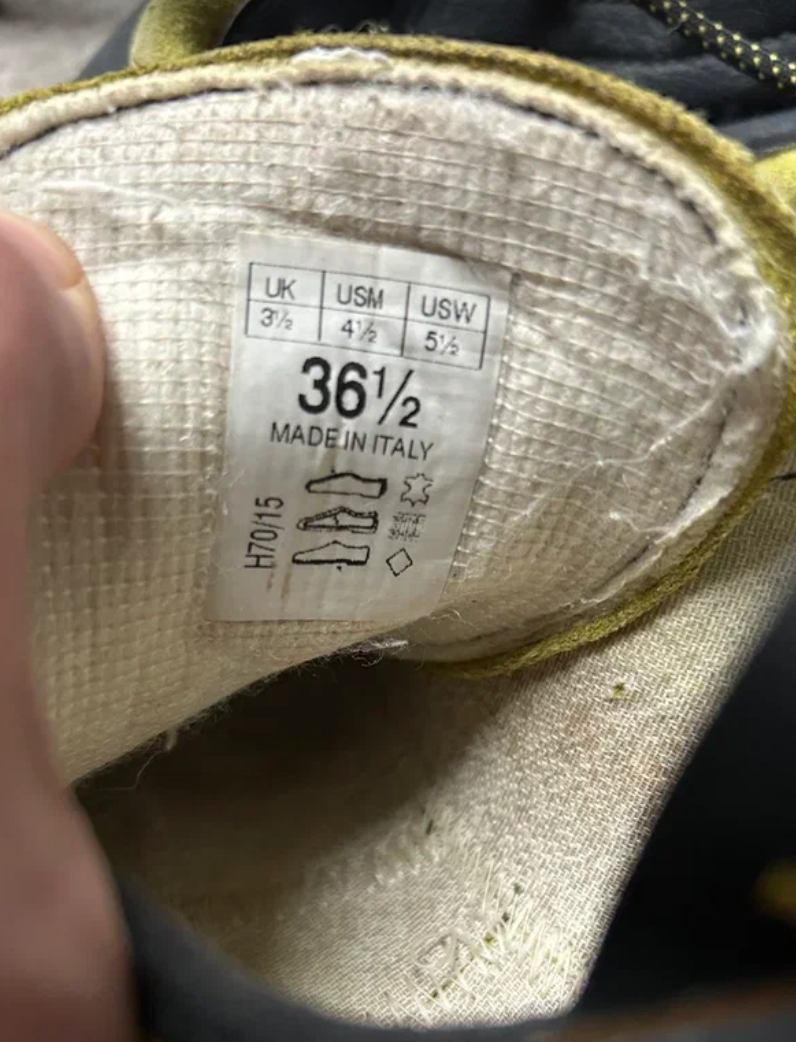 UK USM USW
3½ 4½ 5½
36½
MADE IN ITALY
H70/15